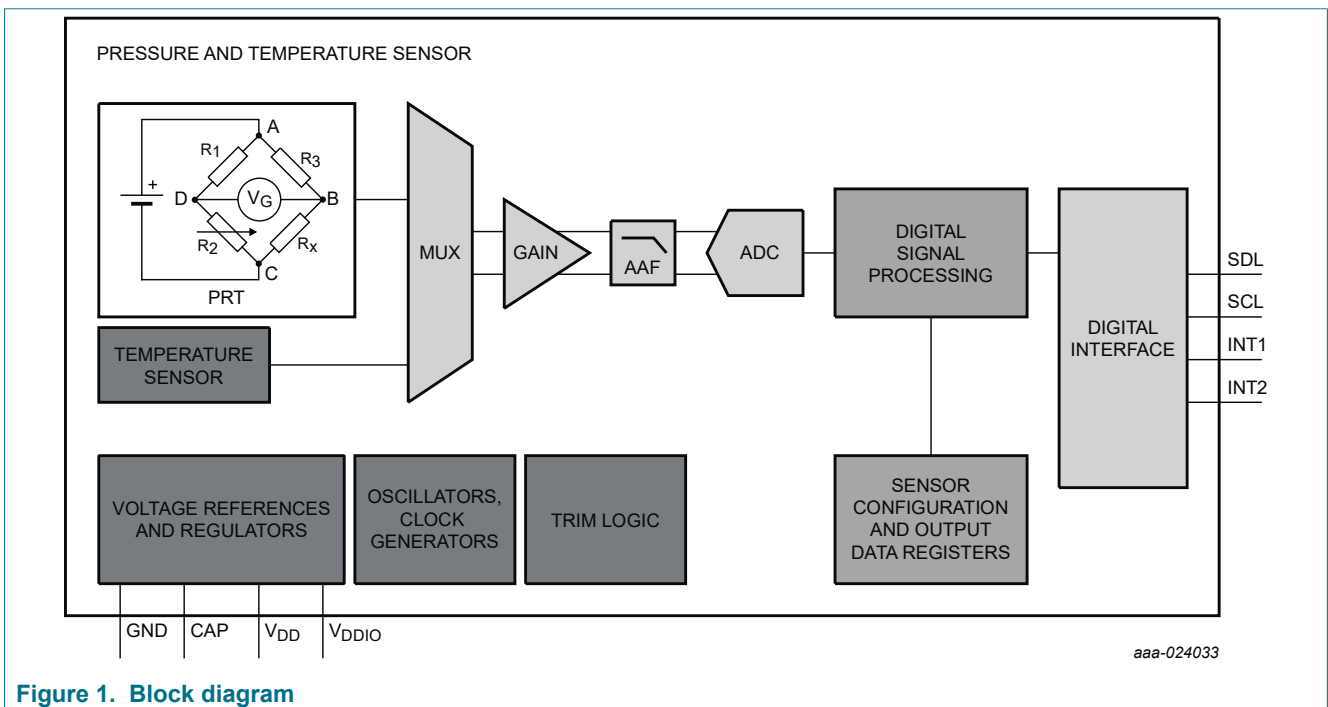 PRESSURE AND TEMPERATURE SENSOR
A
R1
R3
+
D
VG
B
R2
Rx
C
PRT
TEMPERATURE
SENSOR
MUX
GAIN
AAF
ADC
DIGITAL
SIGNAL
PROCESSING
DIGITAL
INTERFACE
SDL
SCL
INT1
INT2
VOLTAGE REFERENCES
AND REGULATORS
OSCILLATORS,
CLOCK
GENERATORS
TRIM LOGIC
SENSOR
CONFIGURATION
AND OUTPUT
DATA REGISTERS
GND
CAP
VDD
VDDIO
aaa-024033
Figure 1. Block diagram